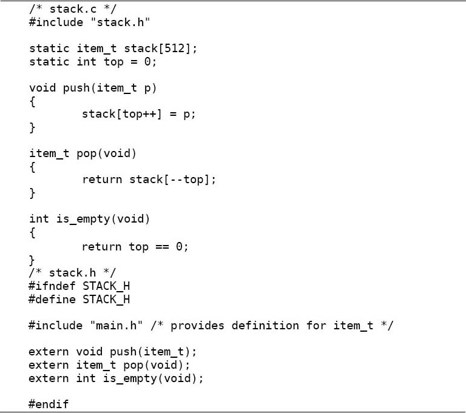 /* stack.c */
#include "stack.h"

static item_t stack[512];
static int top = 0;

void push(item_t p)
{
        stack[top++] = p;
}

item_t pop(void)
{
        return stack[--top];
}

int is_empty(void)
{
        return top == 0;
}
/* stack.h */
#ifndef STACK_H
#define STACK_H

#include "main.h" /* provides definition for item_t */

extern void push(item_t);
extern item_t pop(void);
extern int is_empty(void);

#endif